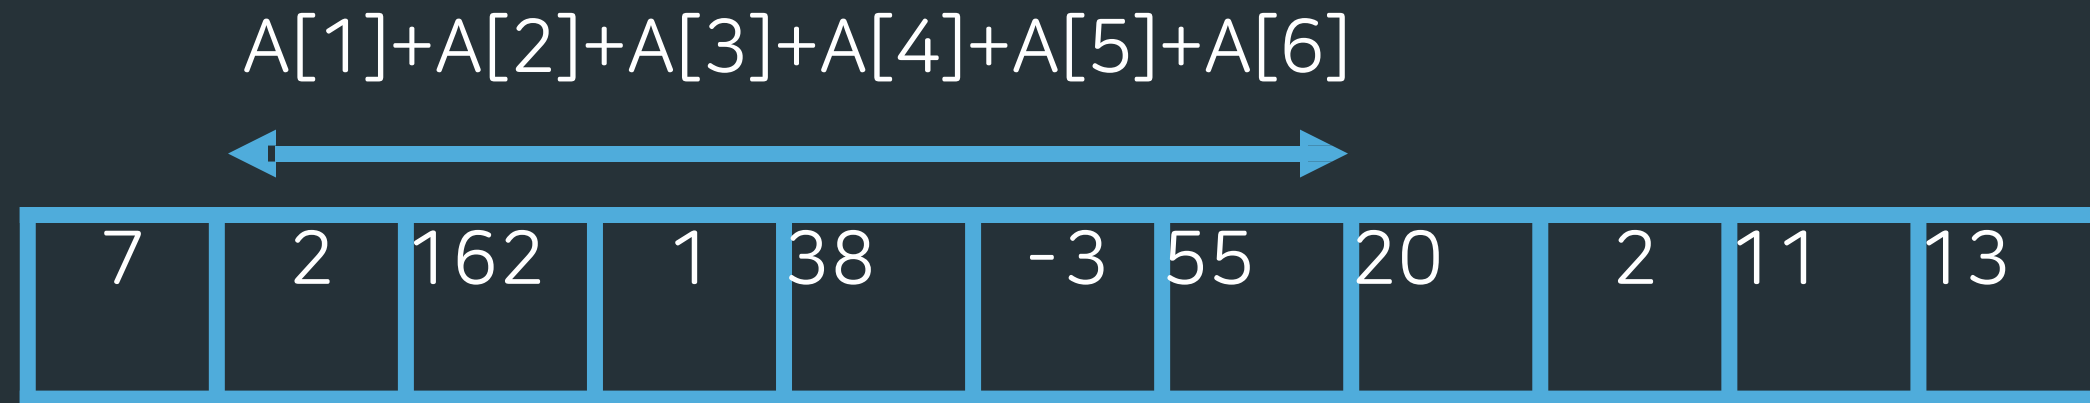 A[1]+A[2]+A[3]+A[4]+A[5]+A[6]
7 2 162 1 38 -3 55 20 2 11 13